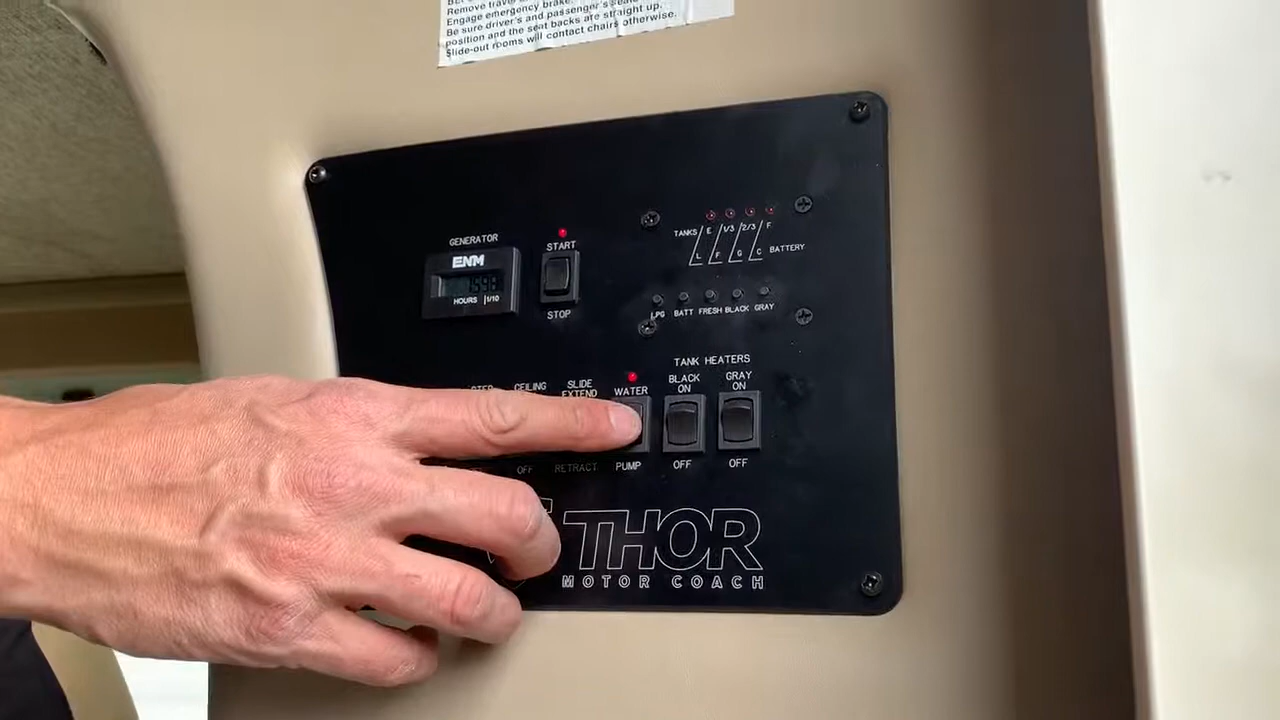 Remove
Engage emergency brake.
Be sure driver's and passenger's seats
position and the seat backs are straight up.
Slide-out rooms will contact chairs otherwise.
GENERATOR
ENM
HOURS 1/10
START
STOP
TANKS E 1/3 2/3 F
L F G C BATTERY
LPG BATT FRESH BLACK GRAY
TANK HEATERS
CEILING
SLIDE
EXTEND
WATER
BLACK
ON
GRAY
ON
OFF
RETRACT
PUMP
OFF
OFF
THOR
MOTOR COACH